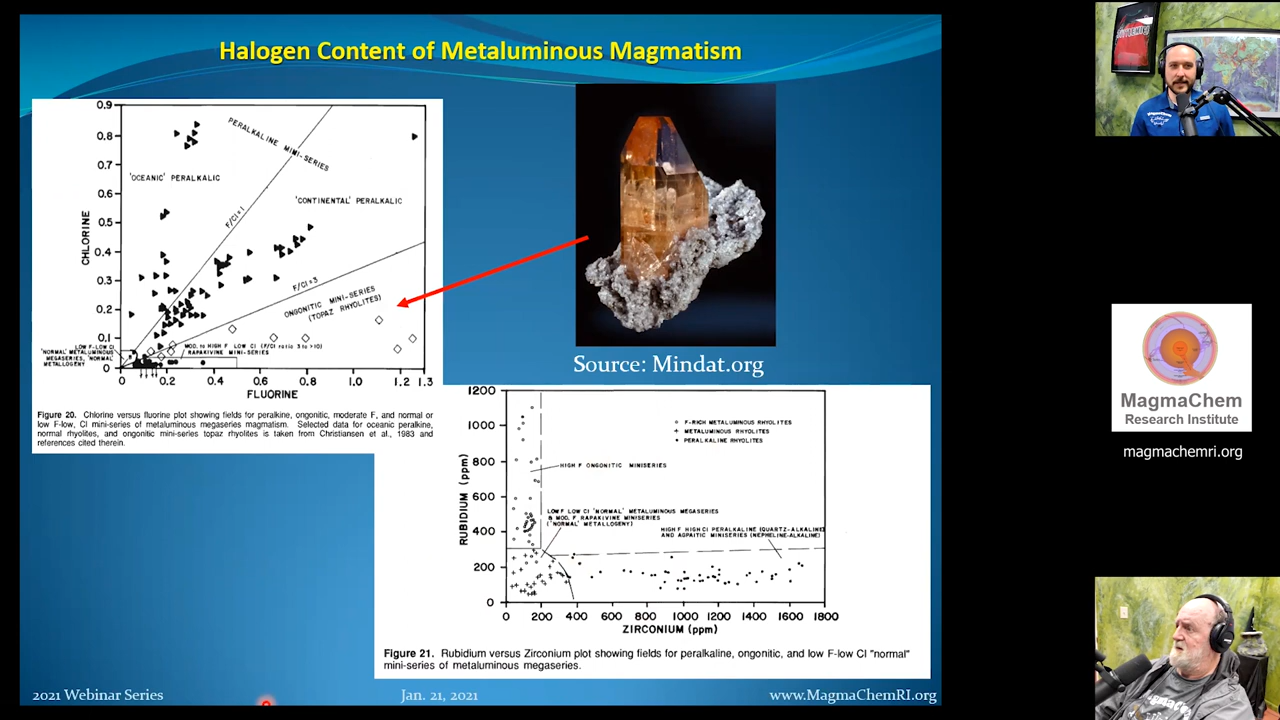 Halogen Content of Metaluminous Magmatism
0.9
0.8
0.7
0.6
0.5
0.4
0.3
0.2
0.1
0
CHLORINE
PERALKALINE MINI-SERIES
'OCEANIC' PERALKALIC
'CONTINENTAL' PERALKALIC
F/Cl=1
F/Cl=3
ONGONITIC MINI-SERIES
(TOPAZ RHYOLITES)
LOW F-LOW Cl
'NORMAL' METALUMINOUS
MEGASERIES, 'NORMAL'
METALLOGENY
MOD. to HIGH F LOW Cl (F/Cl ratio 3 to >10)
RAPAKIVINE MINI-SERIES
0 0.2 0.4 0.6 0.8 1.0 1.2 1.3
FLUORINE
Figure 20. Chlorine versus fluorine plot showing fields for peralkine, ongonitic, moderate F, and normal or
low F-low, Cl mini-series of metaluminous megaseries magmatism. Selected data for oceanic peralkine,
normal rhyolites, and ongonitic mini-series topaz rhyolites is taken from Christiansen et al., 1983 and
references cited therein.
Source: Mindat.org
1200
1000
800
600
400
200
0
RUBIDIUM (ppm)
F-RICH METALUMINOUS RHYOLITES
METALUMINOUS RHYOLITES
PERALKALINE RHYOLITES
HIGH F ONGONITIC MINISERIES
LOW F LOW Cl 'NORMAL' METALUMINOUS MEGASERIES
& MOD. F RAPAKIVINE MINISERIES
('NORMAL' METALLOGENY)
HIGH F HIGH Cl PERALKALINE (QUARTZ-ALKALINE)
AND AGPAITIC MINISERIES (NEPHELINE-ALKALINE)
0 200 400 600 800 1000 1200 1400 1600 1800
ZIRCONIUM (ppm)
Figure 21. Rubidium versus Zirconium plot showing fields for peralkaline, ongonitic, and low F-low Cl "normal"
mini-series of metaluminous megaseries.
2021 Webinar Series
Jan. 21, 2021
www.MagmaChemRI.org
MagmaChem
Research Institute
magmachemri.org